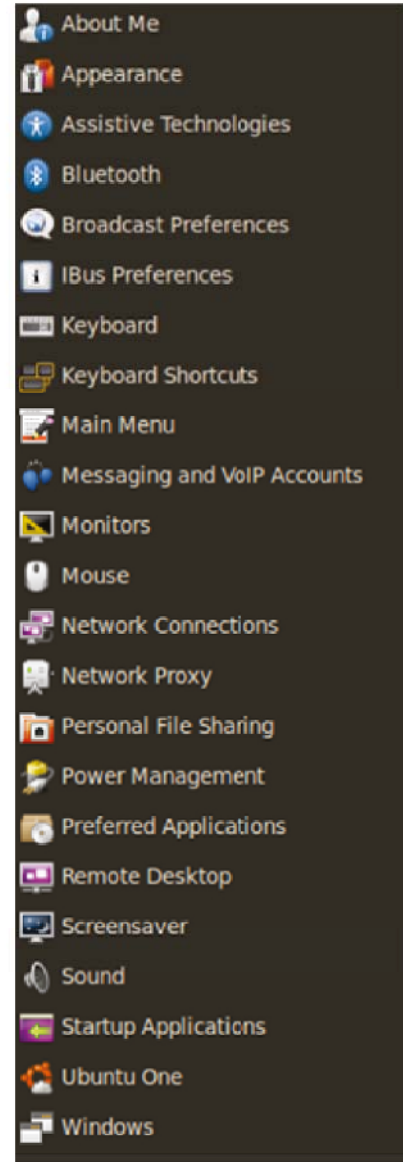 About Me
Appearance
Assistive Technologies
Bluetooth
Broadcast Preferences
IBus Preferences
Keyboard
Keyboard Shortcuts
Main Menu
Messaging and VoIP Accounts
Monitors
Mouse
Network Connections
Network Proxy
Personal File Sharing
Power Management
Preferred Applications
Remote Desktop
Screensaver
Sound
Startup Applications
Ubuntu One
Windows